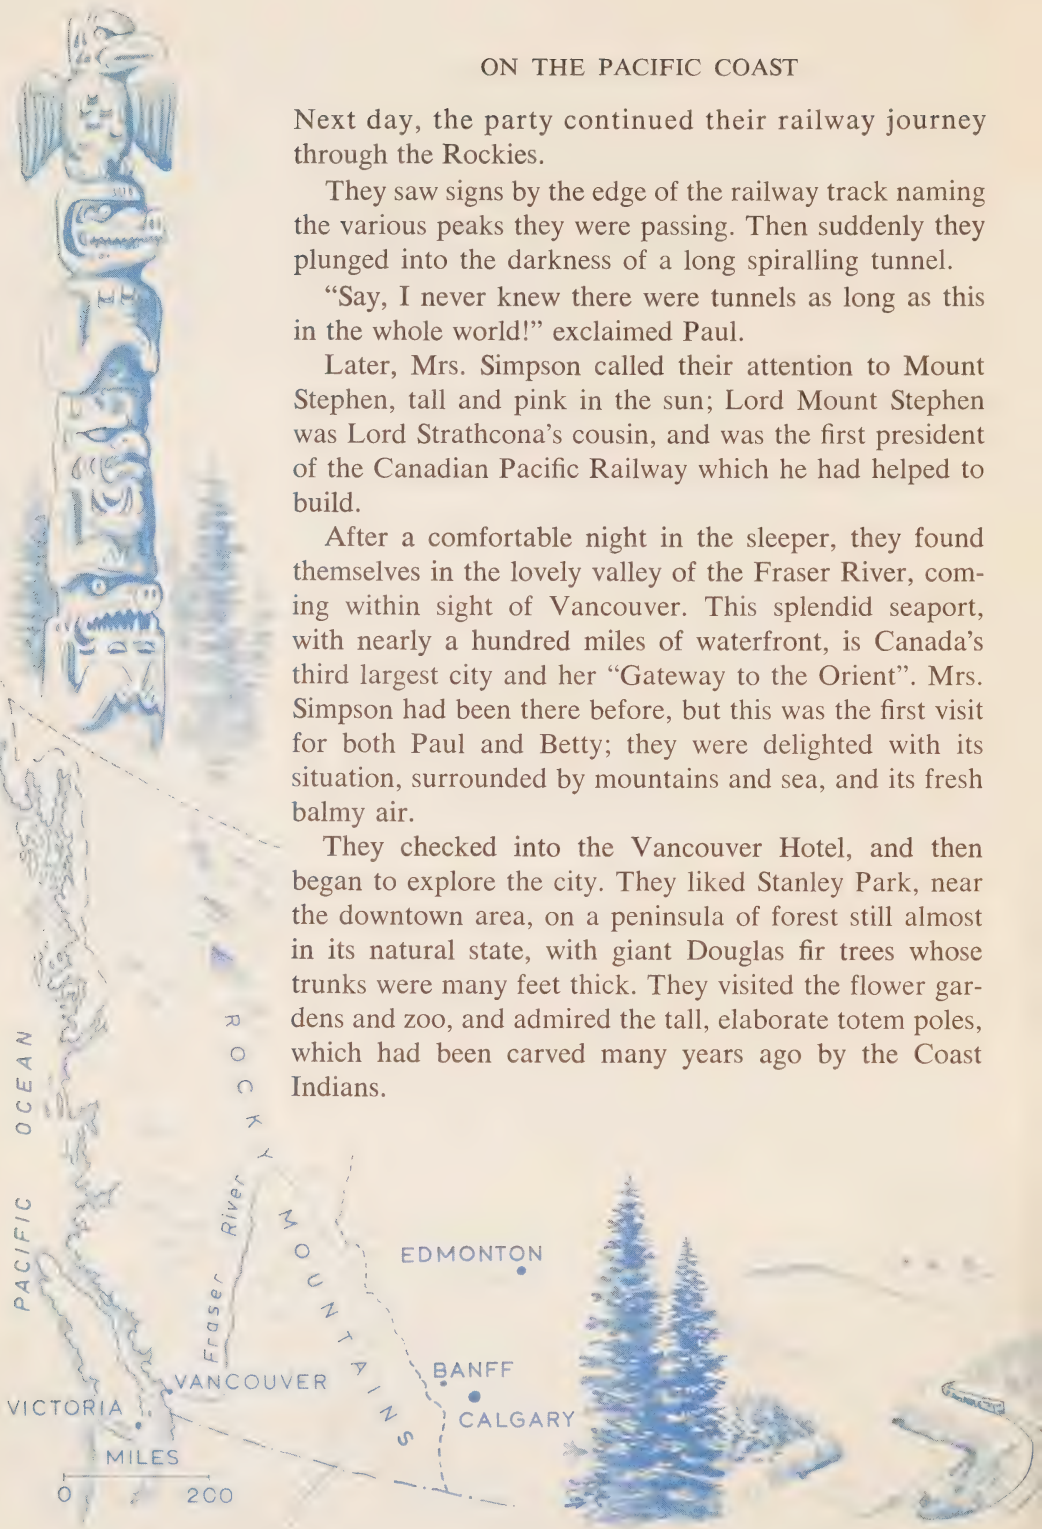 ON THE PACIFIC COAST
Next day, the party continued their railway journey
through the Rockies.
They saw signs by the edge of the railway track naming
the various peaks they were passing. Then suddenly they
plunged into the darkness of a long spiralling tunnel.
“Say, I never knew there were tunnels as long as this
in the whole world!” exclaimed Paul.
Later, Mrs. Simpson called their attention to Mount
Stephen, tall and pink in the sun; Lord Mount Stephen
was Lord Strathcona’s cousin, and was the first president
of the Canadian Pacific Railway which he had helped to
build.
After a comfortable night in the sleeper, they found
themselves in the lovely valley of the Fraser River, com-
ing within sight of Vancouver. This splendid seaport,
with nearly a hundred miles of waterfront, is Canada’s
third largest city and her “Gateway to the Orient”. Mrs.
Simpson had been there before, but this was the first visit
for both Paul and Betty; they were delighted with its
situation, surrounded by mountains and sea, and its fresh
balmy air.
They checked into the Vancouver Hotel, and then
began to explore the city. They liked Stanley Park, near
the downtown area, on a peninsula of forest still almost
in its natural state, with giant Douglas fir trees whose
trunks were many feet thick. They visited the flower gar-
dens and zoo, and admired the tall, elaborate totem poles,
which had been carved many years ago by the Coast
Indians.
PACIFIC OCEAN
ROCKY MOUNTAINS
Fraser River
EDMONTON
BANFF
CALGARY
VANCOUVER
VICTORIA
MILES
0 200